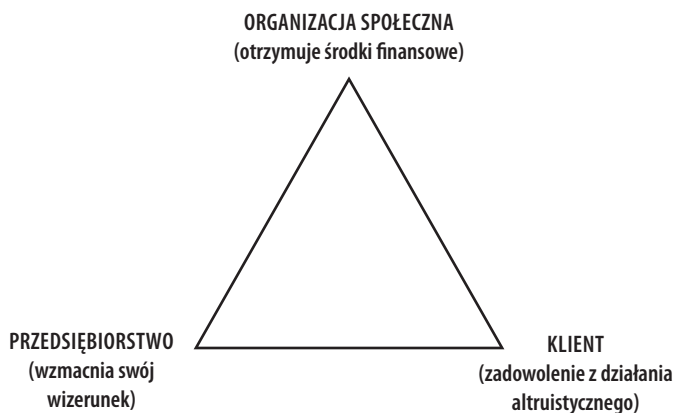 ORGANIZACJA SPOŁECZNA
(otrzymuje środki finansowe)
PRZEDSIĘBIORSTWO
(wzmacnia swój
wizerunek)
KLIENT
(zadowolenie z działania
altruistycznego)